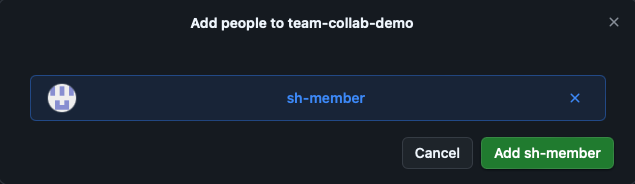 Add people to team-collab-demo
sh-member
Cancel
Add sh-member